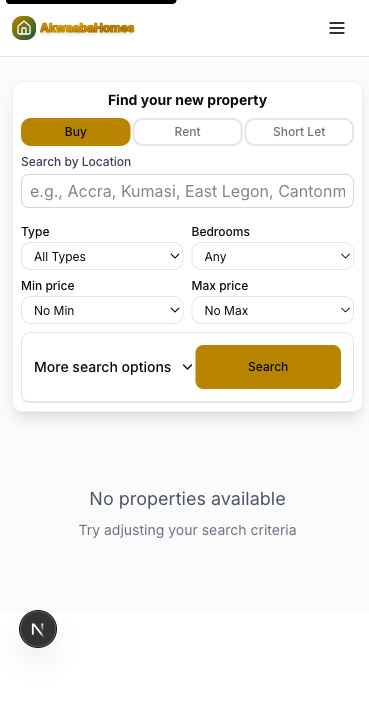 AkwaabaHomes
Find your new property
Buy Rent Short Let
Search by Location
e.g., Accra, Kumasi, East Legon, Cantonm
Type Bedrooms
All Types Any
Min price Max price
No Min No Max
More search options Search
No properties available
Try adjusting your search criteria
N